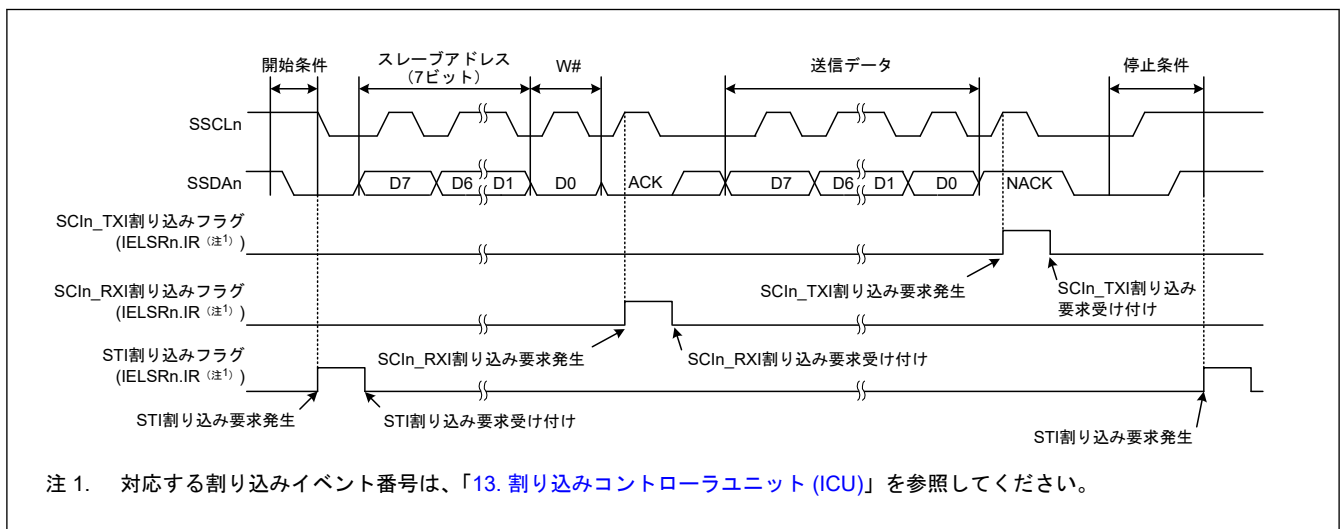 開始条件
スレーブアドレス
(7ビット)
W#
送信データ
停止条件
SSCLn
SSDAn
D7
D6
D1
D0
ACK
D7
D6
D1
D0
NACK
SCIn_TXI割り込みフラグ
(IELSRn.IR (注1) )
SCIn_TXI割り込み要求発生
SCIn_TXI割り込み
要求受け付け
SCIn_RXI割り込みフラグ
(IELSRn.IR (注1) )
SCIn_RXI割り込み要求発生
SCIn_RXI割り込み要求受け付け
STI割り込みフラグ
(IELSRn.IR (注1) )
STI割り込み要求発生
STI割り込み要求受け付け
STI割り込み要求発生
注 1. 対応する割り込みイベント番号は、「13. 割り込みコントローラユニット (ICU)」を参照してください。